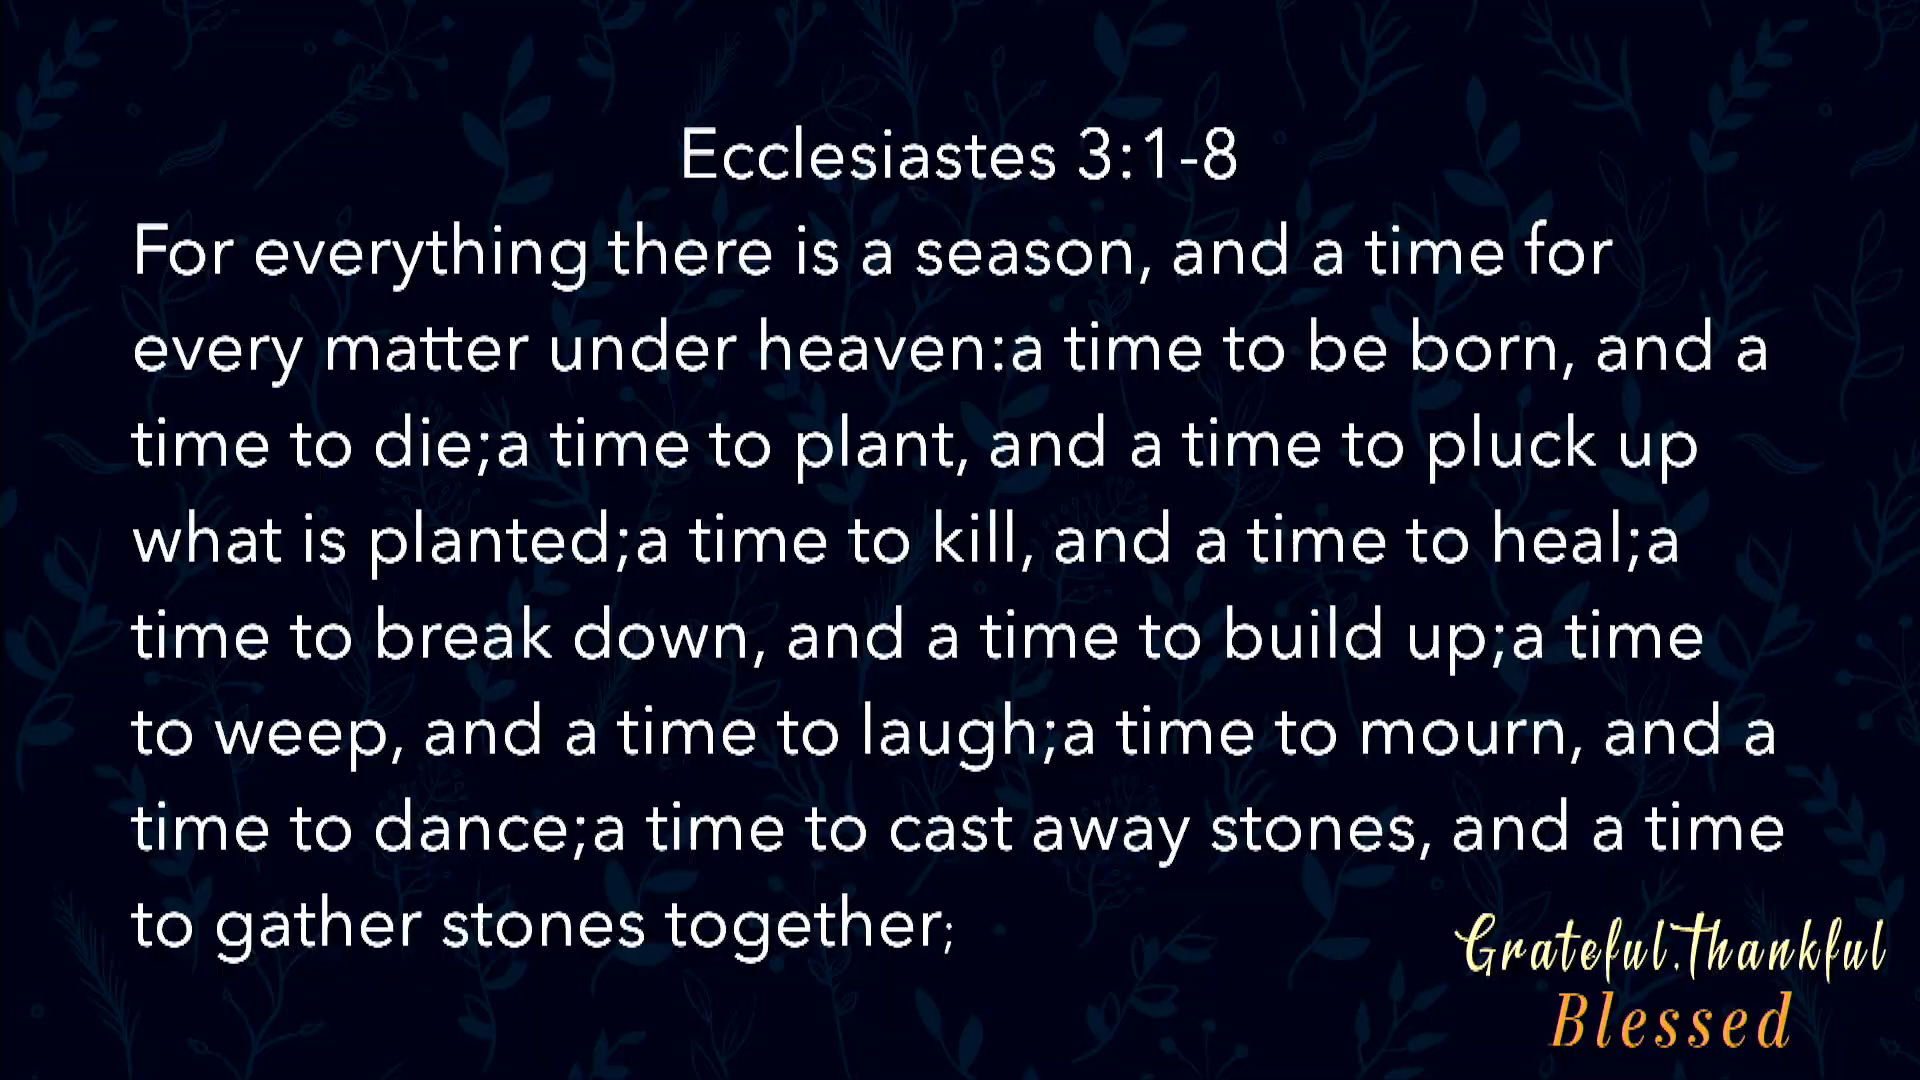 Ecclesiastes 3:1-8
For everything there is a season, and a time for
every matter under heaven:a time to be born, and a
time to die;a time to plant, and a time to pluck up
what is planted;a time to kill, and a time to heal;a
time to break down, and a time to build up;a time
to weep, and a time to laugh;a time to mourn, and a
time to dance;a time to cast away stones, and a time
to gather stones together;
Grateful.Thankful
Blessed